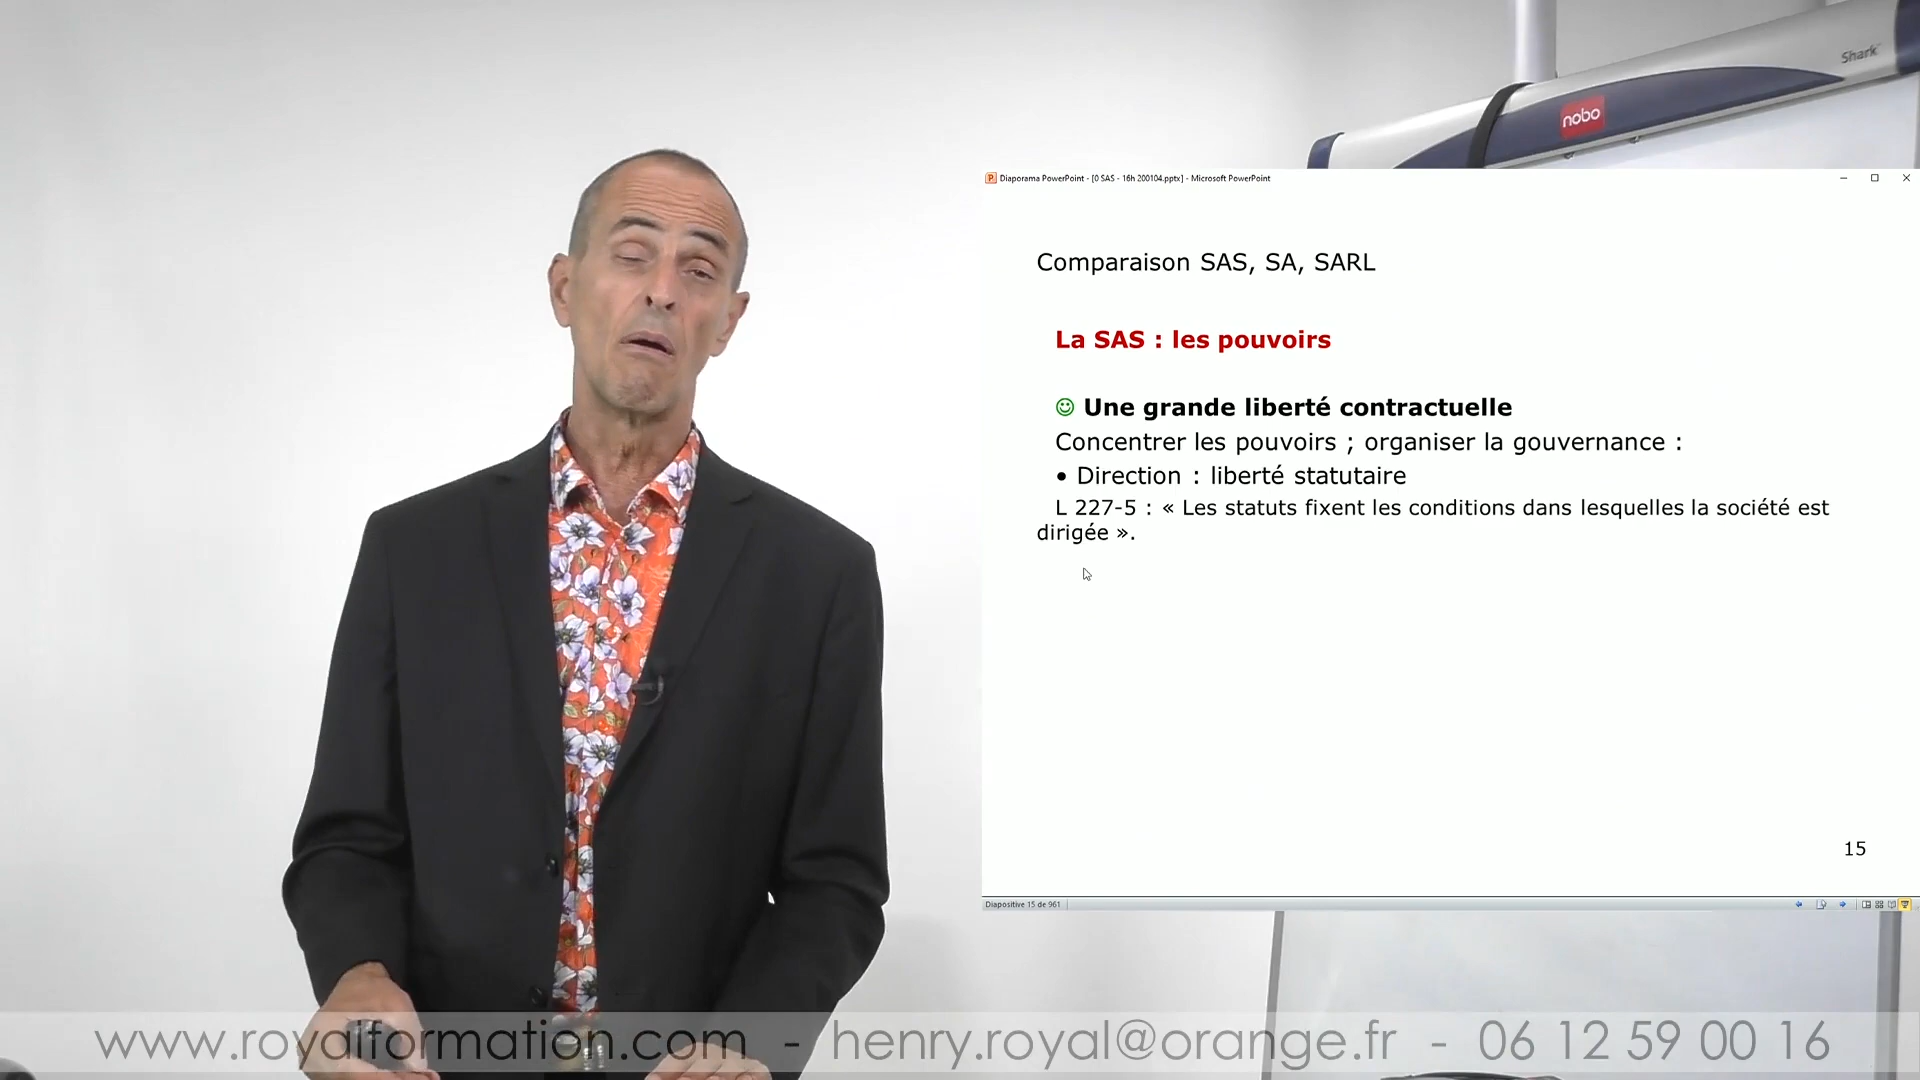 Shark
nobo
Diaporama PowerPoint - [0 SAS - 16h 200104.pptx] - Microsoft PowerPoint
Comparaison SAS, SA, SARL
La SAS : les pouvoirs
☺ Une grande liberté contractuelle
Concentrer les pouvoirs ; organiser la gouvernance :
• Direction : liberté statutaire
L 227-5 : « Les statuts fixent les conditions dans lesquelles la société est
dirigée ».
15
Diapositive 15 de 961
www.royalformation.com - henry.royal@orange.fr - 06 12 59 00 16